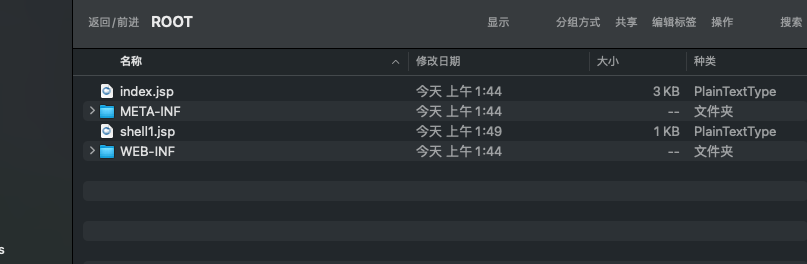 返回/前进 ROOT 显示 分组方式 共享 编辑标签 操作 搜索
名称 修改日期 大小 种类
index.jsp 今天 上午 1:44 3 KB PlainTextType
META-INF 今天 上午 1:44 -- 文件夹
shell1.jsp 今天 上午 1:49 1 KB PlainTextType
WEB-INF 今天 上午 1:44 -- 文件夹
s